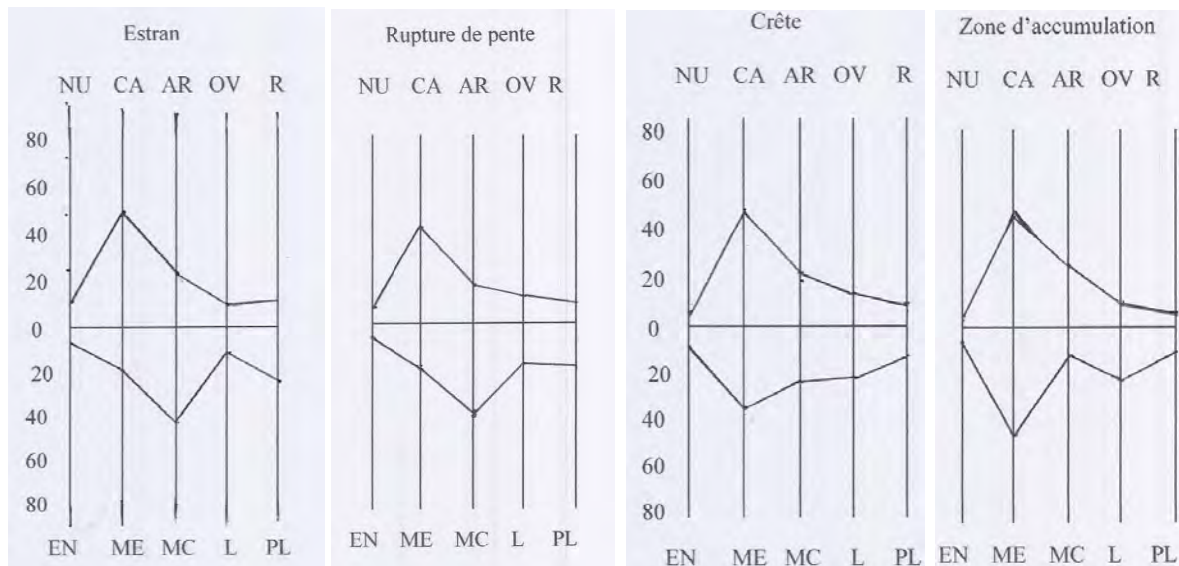 Estran
NU CA AR OV R
80
60
40
20
0
20
40
60
80
EN ME MC L PL
Rupture de pente
NU CA AR OV R
EN ME MC L PL
Crête
NU CA AR OV R
80
60
40
20
0
20
40
60
80
EN ME MC L PL
Zone d'accumulation
NU CA AR OV R
EN ME MC L PL